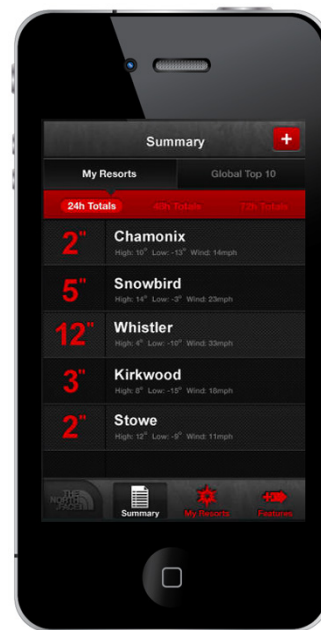 Summary
+
My Resorts
Global Top 10
24h Totals
48h Totals
72h Totals
2"
Chamonix
High: 10° Low: -13° Wind: 14mph
5"
Snowbird
High: 14° Low: -3° Wind: 23mph
12"
Whistler
High: 4° Low: -10° Wind: 33mph
3"
Kirkwood
High: 8° Low: -15° Wind: 18mph
2"
Stowe
High: 12° Low: -9° Wind: 11mph
THE
NORTH
FACE
Summary
My Resorts
Features